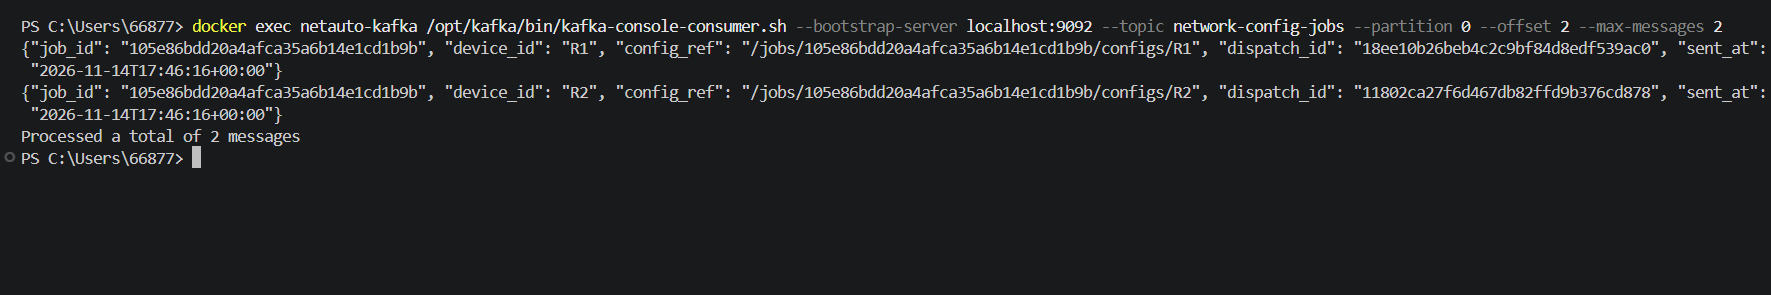 PS C:\Users\66877> docker exec netauto-kafka /opt/kafka/bin/kafka-console-consumer.sh --bootstrap-server localhost:9092 --topic network-config-jobs --partition 0 --offset 2 --max-messages 2
{"job_id": "105e86bdd20a4afca35a6b14e1cd1b9b", "device_id": "R1", "config_ref": "/jobs/105e86bdd20a4afca35a6b14e1cd1b9b/configs/R1", "dispatch_id": "18ee10b26beb4c2c9bf84d8edf539ac0", "sent_at":
"2026-11-14T17:46:16+00:00"}
{"job_id": "105e86bdd20a4afca35a6b14e1cd1b9b", "device_id": "R2", "config_ref": "/jobs/105e86bdd20a4afca35a6b14e1cd1b9b/configs/R2", "dispatch_id": "11802ca27f6d467db82ffd9b376cd878", "sent_at":
"2026-11-14T17:46:16+00:00"}
Processed a total of 2 messages
PS C:\Users\66877>